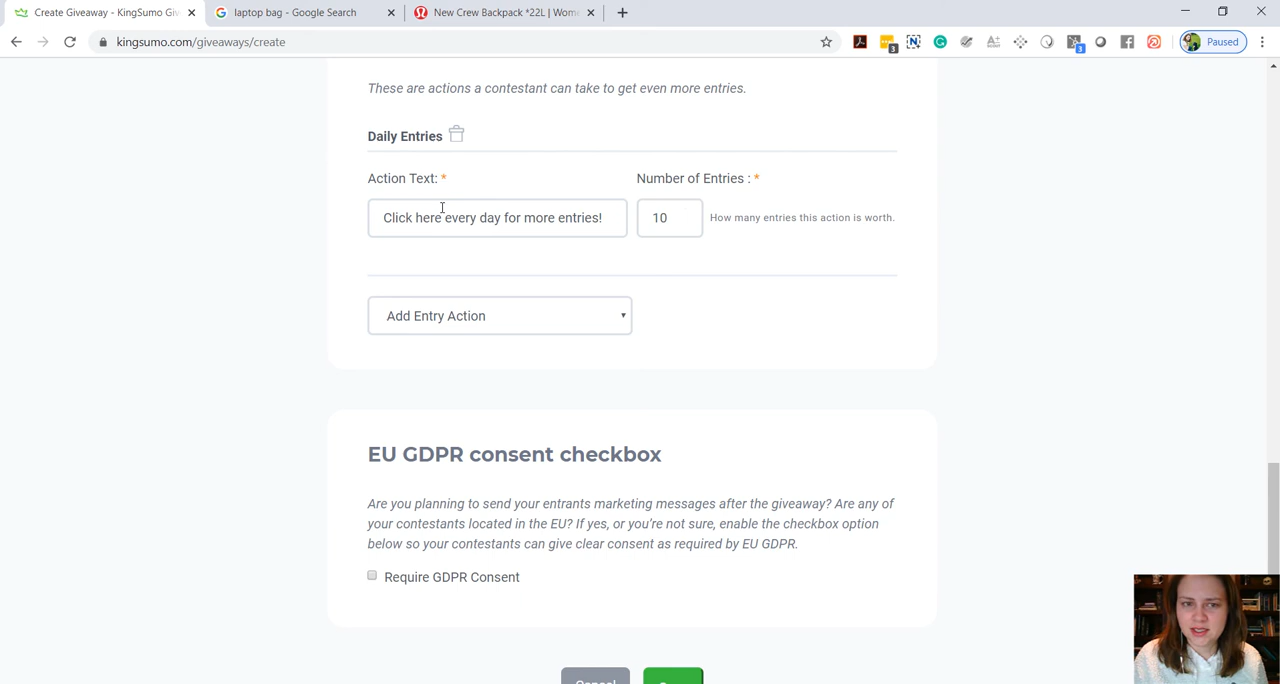 Create Giveaway - KingSumo Giv
laptop bag - Google Search
New Crew Backpack *22L | Wom
kingsumo.com/giveaways/create
Paused
These are actions a contestant can take to get even more entries.
Daily Entries
Action Text: *
Number of Entries : *
Click here every day for more entries!
10
How many entries this action is worth.
Add Entry Action
EU GDPR consent checkbox
Are you planning to send your entrants marketing messages after the giveaway? Are any of
your contestants located in the EU? If yes, or you're not sure, enable the checkbox option
below so your contestants can give clear consent as required by EU GDPR.
Require GDPR Consent
Cancel